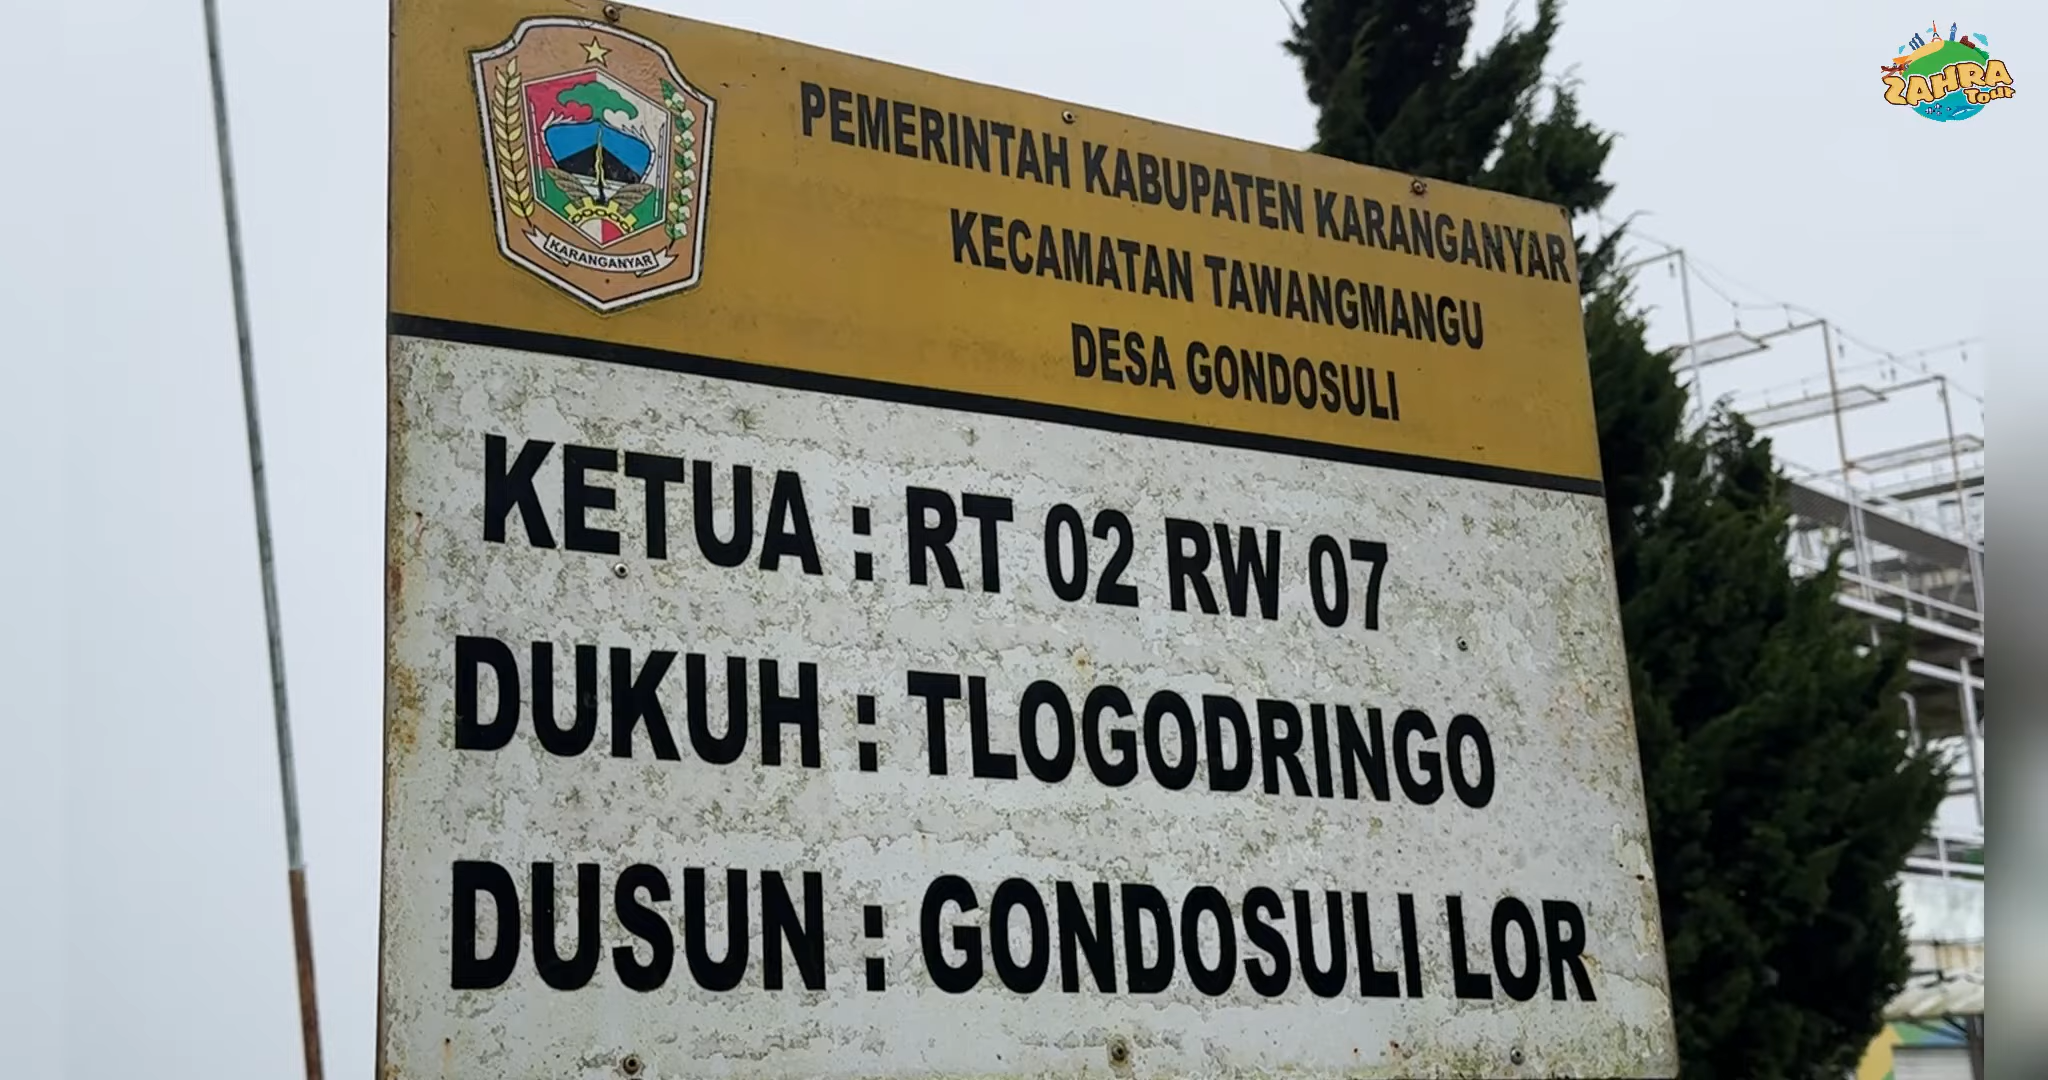 ZAHRA
Tour
PEMERINTAH KABUPATEN KARANGANYAR
KECAMATAN TAWANGMANGU
DESA GONDOSULI
KARANGANYAR
KETUA : RT 02 RW 07
DUKUH : TLOGODRINGO
DUSUN : GONDOSULI LOR